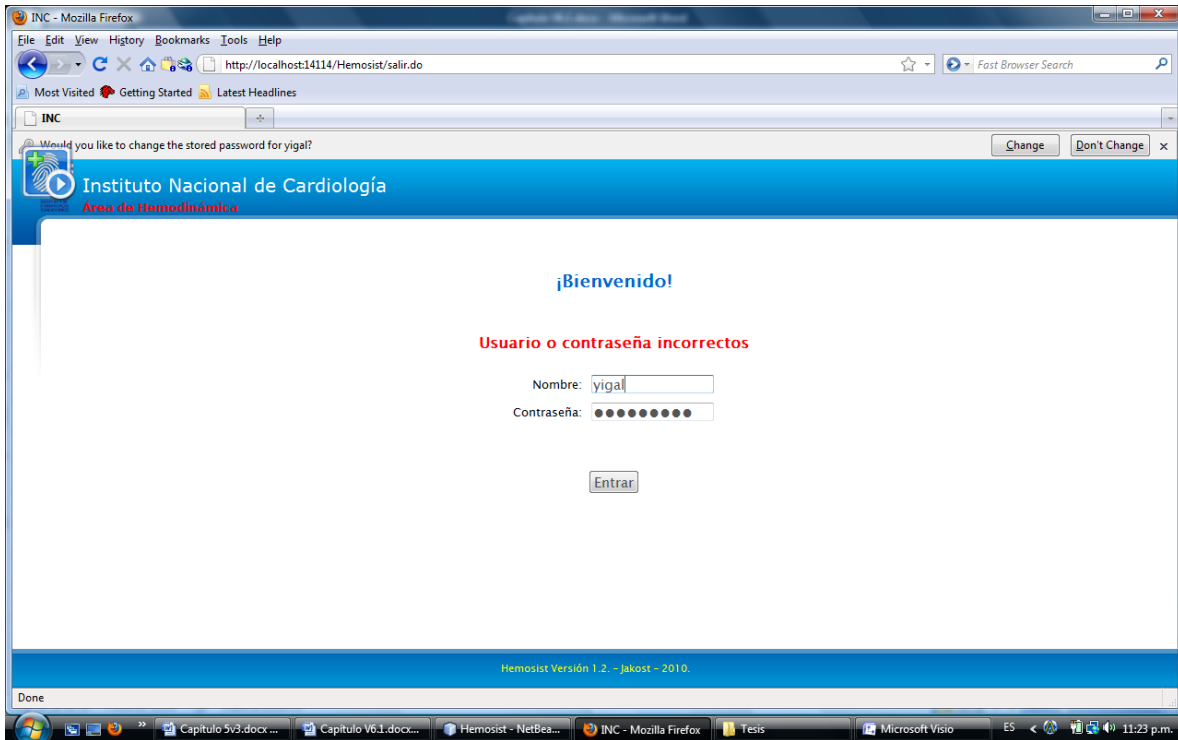 INC - Mozilla Firefox
File Edit View History Bookmarks Tools Help
http://localhost:14114/Hemosist/salir.do
Fast Browser Search
Most Visited Getting Started Latest Headlines
INC
Would you like to change the stored password for yigal?
Change Don't Change
Instituto Nacional de Cardiología
Área de Hemodinámica
¡Bienvenido!
Usuario o contraseña incorrectos
Nombre: yigal
Contraseña: ●●●●●●●●●
Entrar
Hemosist Versión 1.2. - Jakost - 2010.
Done
Capitulo 5v3.docx ... Capitulo V6.1.docx... Hemosist - NetBea... INC - Mozilla Firefox Tesis Microsoft Visio ES 11:23 p.m.